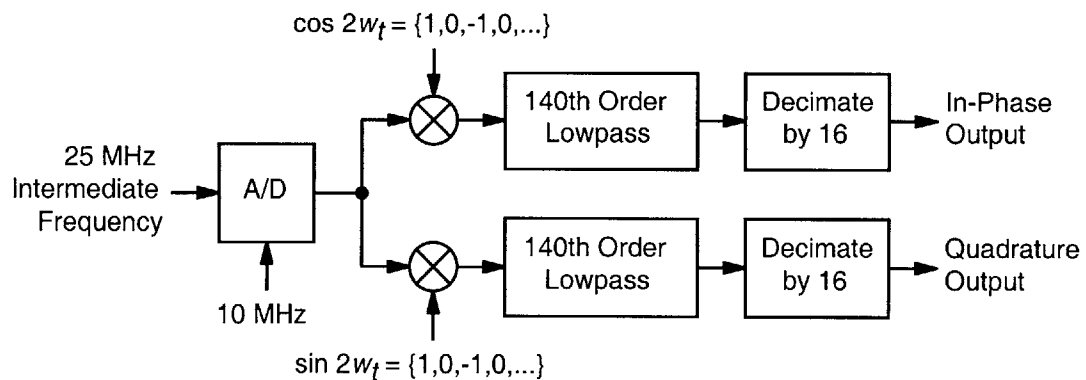 cos 2wt = {1,0,-1,0,...}
140th Order
Lowpass
Decimate
by 16
In-Phase
Output
25 MHz
Intermediate
Frequency
A/D
10 MHz
140th Order
Lowpass
Decimate
by 16
Quadrature
Output
sin 2wt = {1,0,-1,0,...}